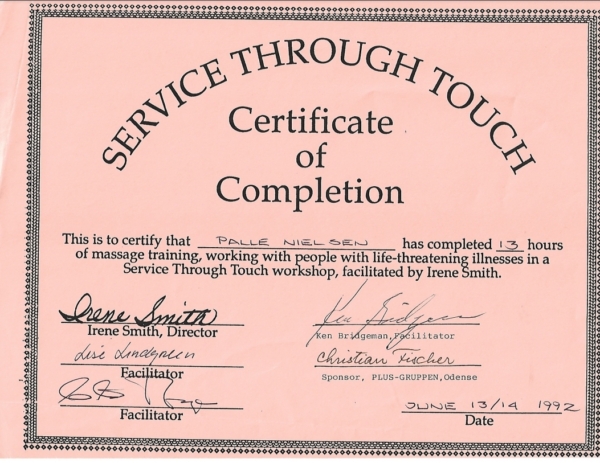 SERVICE THROUGH TOUCH
Certificate
of
Completion
This is to certify that PALLE NIELSEN has completed 13 hours
of massage training, working with people with life-threatening illnesses in a
Service Through Touch workshop, facilitated by Irene Smith.
Irene Smith
Irene Smith, Director
Ken Bridgeman
Ken Bridgeman, Facilitator
Lise Lindgreen
Facilitator
Christian Fischer
Sponsor, PLUS-GRUPPEN, Odense
Facilitator
JUNE 13/14 1992
Date